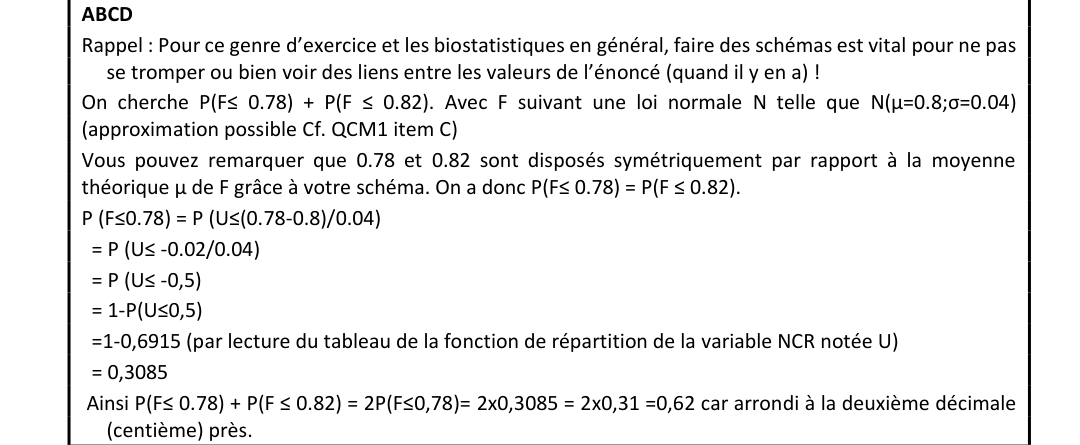 ABCD
Rappel : Pour ce genre d’exercice et les biostatistiques en général, faire des schémas est vital pour ne pas
se tromper ou bien voir des liens entre les valeurs de l’énoncé (quand il y en a) !
On cherche P(F≤ 0.78) + P(F ≤ 0.82). Avec F suivant une loi normale N telle que N(μ=0.8;σ=0.04)
(approximation possible Cf. QCM1 item C)
Vous pouvez remarquer que 0.78 et 0.82 sont disposés symétriquement par rapport à la moyenne
théorique μ de F grâce à votre schéma. On a donc P(F≤ 0.78) = P(F ≤ 0.82).
P (F≤0.78) = P (U≤(0.78-0.8)/0.04)
= P (U≤ -0.02/0.04)
= P (U≤ -0,5)
= 1-P(U≤0,5)
=1-0,6915 (par lecture du tableau de la fonction de répartition de la variable NCR notée U)
= 0,3085
Ainsi P(F≤ 0.78) + P(F ≤ 0.82) = 2P(F≤0,78)= 2x0,3085 = 2x0,31 =0,62 car arrondi à la deuxième décimale
(centième) près.